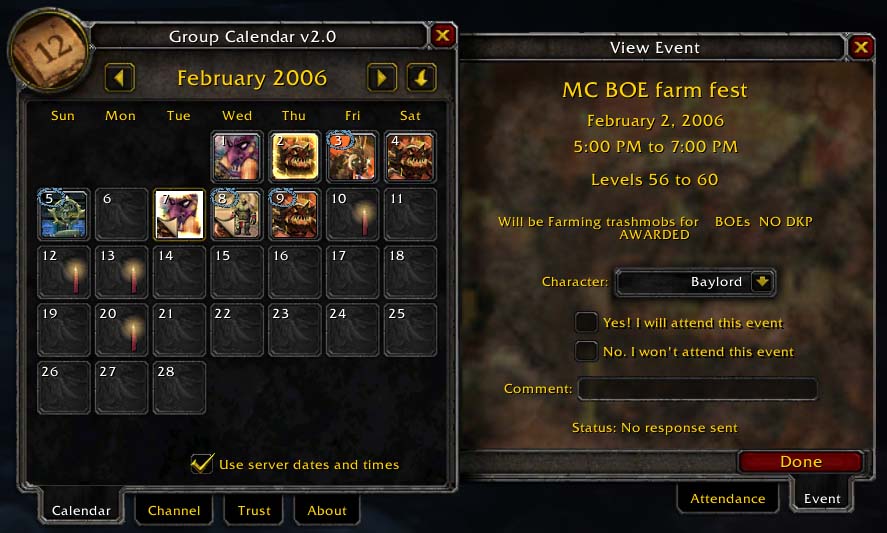 12
Group Calendar v2.0
February 2006
Sun Mon Tue Wed Thu Fri Sat
1 2 3 4
5 6 7 8 9 10 11
12 13 14 15 16 17 18
19 20 21 22 23 24 25
26 27 28
Use server dates and times
Calendar Channel Trust About
View Event
MC BOE farm fest
February 2, 2006
5:00 PM to 7:00 PM
Levels 56 to 60
Will be Farming trashmobs for BOEs NO DKP
AWARDED
Character: Baylord
Yes! I will attend this event
No. I won't attend this event
Comment:
Status: No response sent
Done
Attendance Event